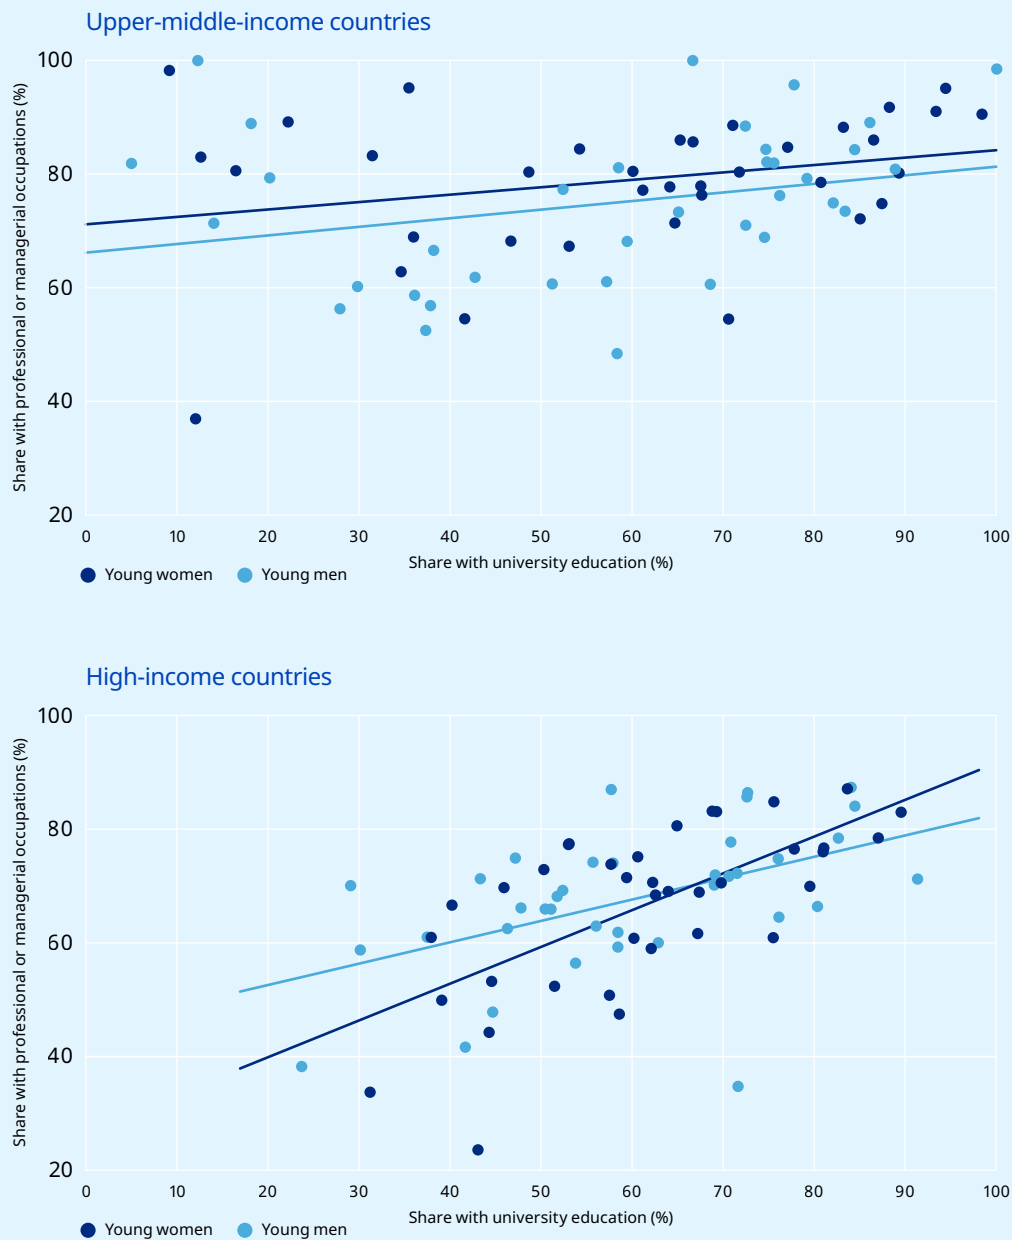 Upper-middle-income countries
Share with professional or managerial occupations (%)
100
80
60
40
20
0 10 20 30 40 50 60 70 80 90 100
Share with university education (%)
Young women Young men
High-income countries
Share with professional or managerial occupations (%)
100
80
60
40
20
0 10 20 30 40 50 60 70 80 90 100
Share with university education (%)
Young women Young men